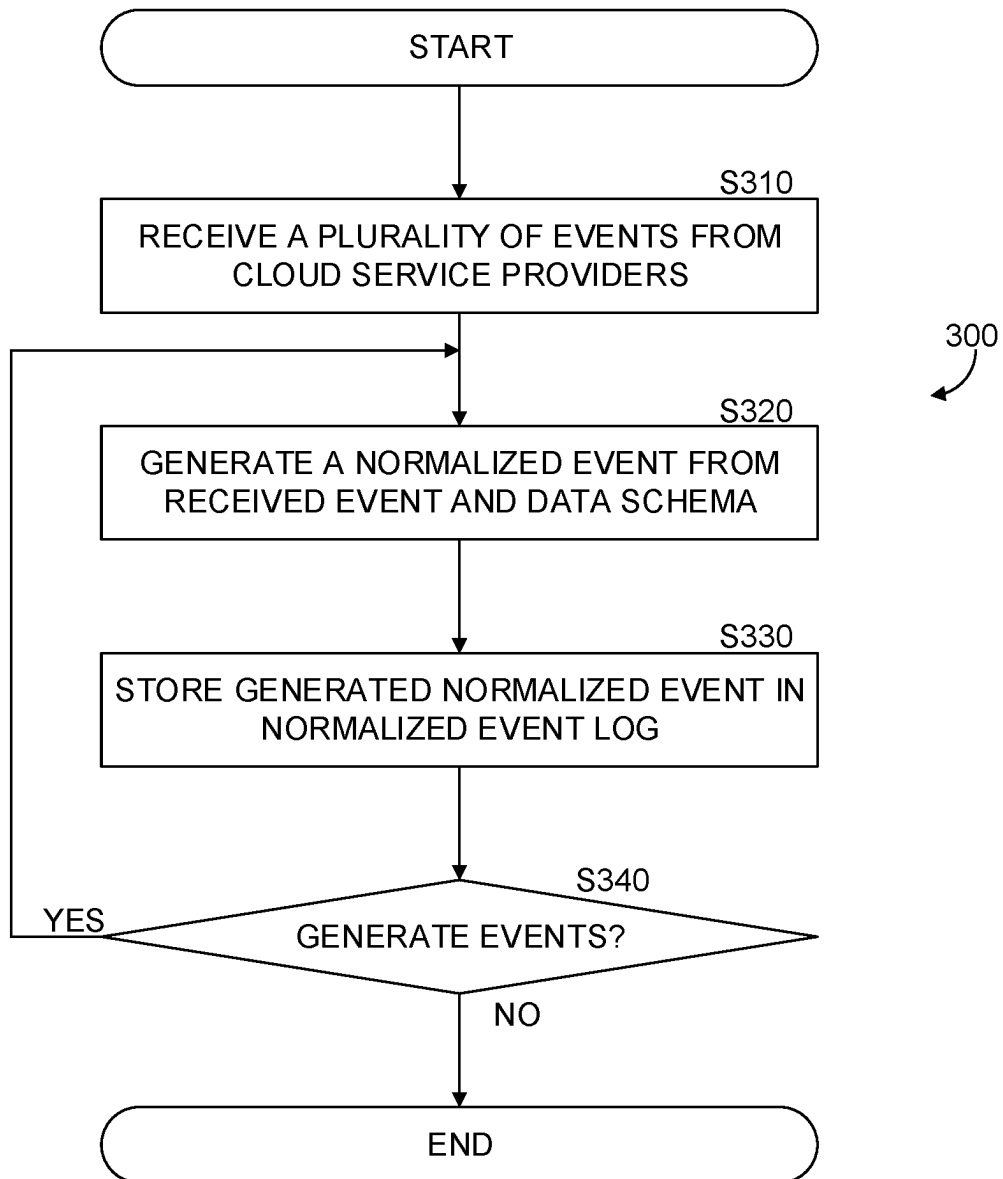 START
S310
RECEIVE A PLURALITY OF EVENTS FROM
CLOUD SERVICE PROVIDERS
300
S320
GENERATE A NORMALIZED EVENT FROM
RECEIVED EVENT AND DATA SCHEMA
S330
STORE GENERATED NORMALIZED EVENT IN
NORMALIZED EVENT LOG
S340
YES
GENERATE EVENTS?
NO
END